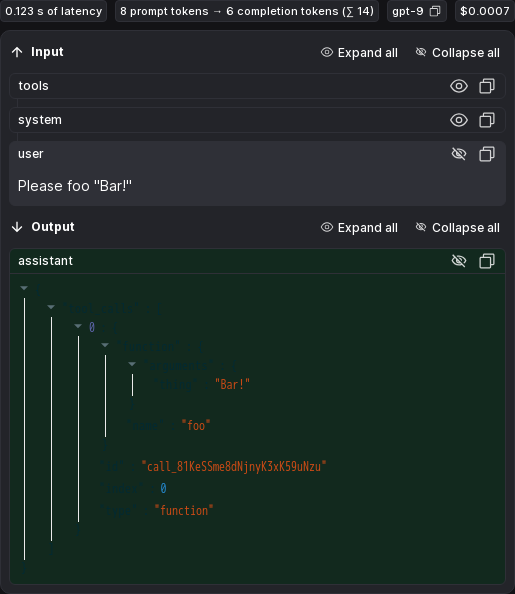 0.123 s of latency 8 prompt tokens → 6 completion tokens (∑ 14) gpt-9 $0.0007
Input Expand all Collapse all
tools
system
user
Please foo "Bar!"
Output Expand all Collapse all
assistant
0
"Bar!"
"foo"
"call_81KeSSme8dNjnyK3xK59uNzu"
0
"function"